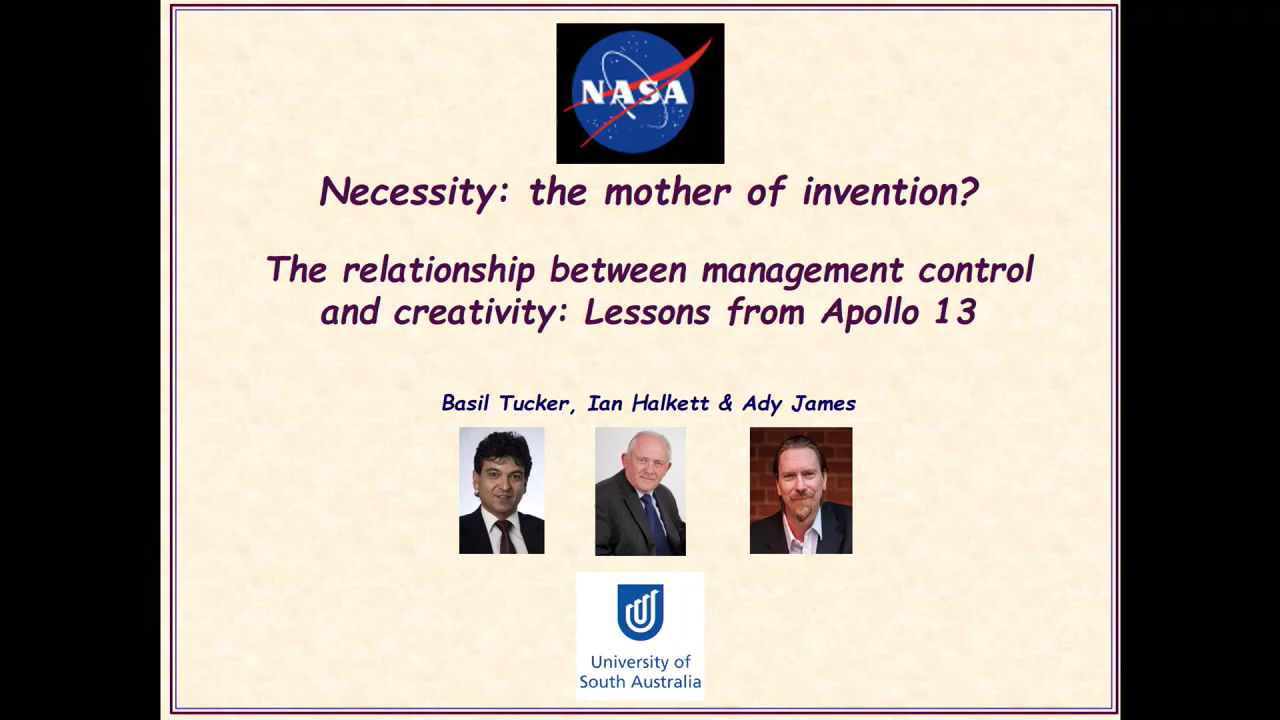 NASA
Necessity: the mother of invention?
The relationship between management control
and creativity: Lessons from Apollo 13
Basil Tucker, Ian Halkett & Ady James
University of
South Australia